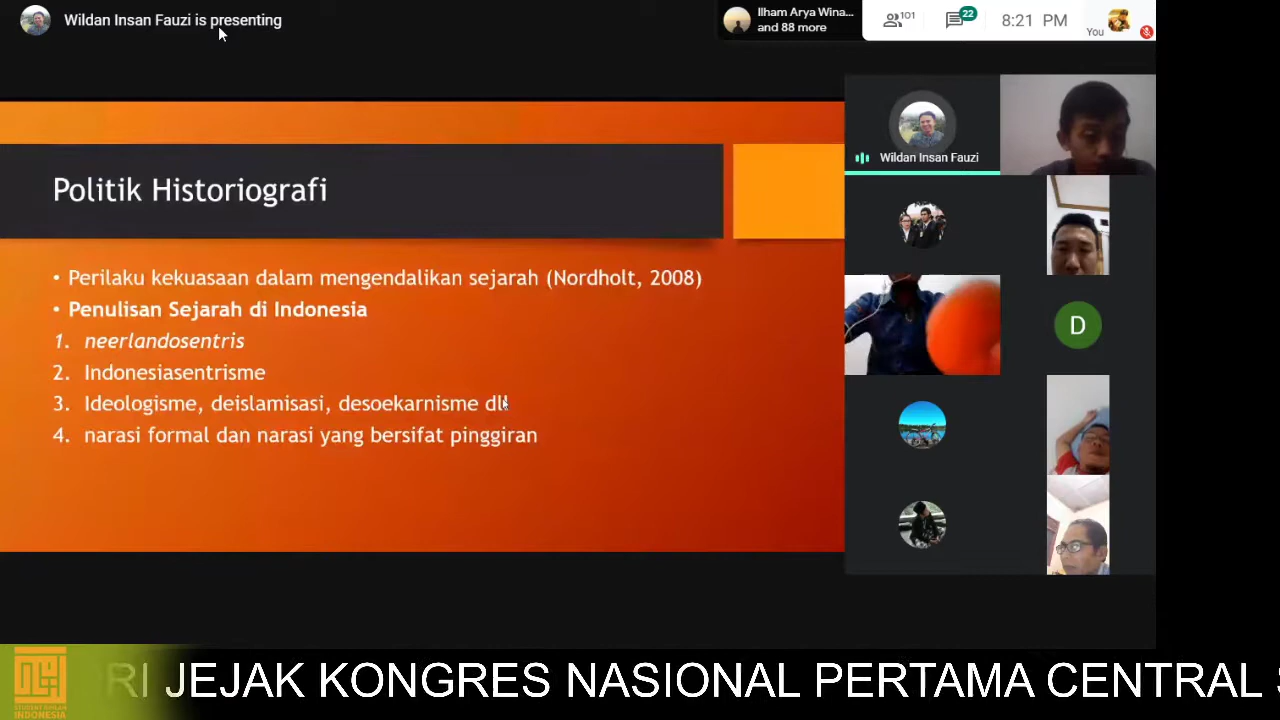 Wildan Insan Fauzi is presenting
Ilham Arya Wina...
and 88 more
101
22
8:21 PM
You
Wildan Insan Fauzi
Politik Historiografi
• Perilaku kekuasaan dalam mengendalikan sejarah (Nordholt, 2008)
• Penulisan Sejarah di Indonesia
1. neerlandosentris
2. Indonesiasentrisme
3. Ideologisme, deislamisasi, desoekarnisme dll
4. narasi formal dan narasi yang bersifat pinggiran
D
RI JEJAK KONGRES NASIONAL PERTAMA CENTRAL
INDONESIA